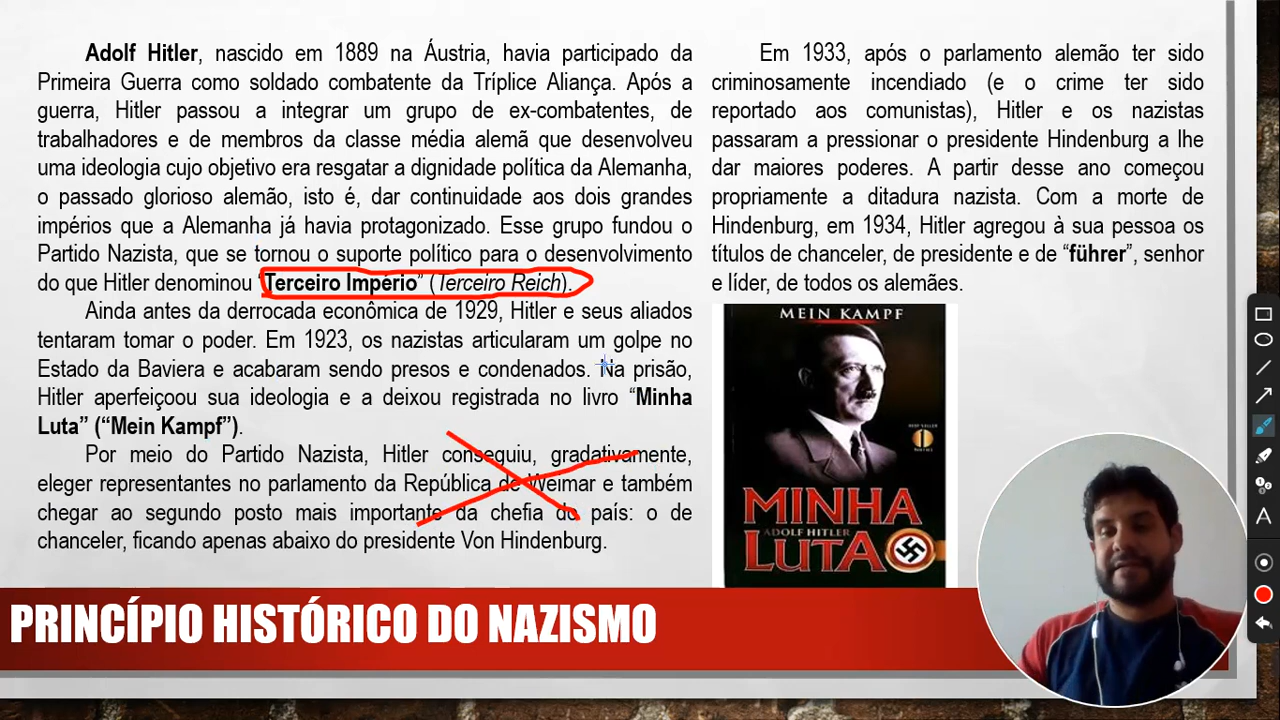 Adolf Hitler, nascido em 1889 na Áustria, havia participado da
Primeira Guerra como soldado combatente da Tríplice Aliança. Após a
guerra, Hitler passou a integrar um grupo de ex-combatentes, de
trabalhadores e de membros da classe média alemã que desenvolveu
uma ideologia cujo objetivo era resgatar a dignidade política da Alemanha,
o passado glorioso alemão, isto é, dar continuidade aos dois grandes
impérios que a Alemanha já havia protagonizado. Esse grupo fundou o
Partido Nazista, que se tornou o suporte político para o desenvolvimento
do que Hitler denominou “Terceiro Império” (Terceiro Reich).
Ainda antes da derrocada econômica de 1929, Hitler e seus aliados
tentaram tomar o poder. Em 1923, os nazistas articularam um golpe no
Estado da Baviera e acabaram sendo presos e condenados. Na prisão,
Hitler aperfeiçoou sua ideologia e a deixou registrada no livro “Minha
Luta” (“Mein Kampf”).
Por meio do Partido Nazista, Hitler conseguiu, gradativamente,
eleger representantes no parlamento da República de Weimar e também
chegar ao segundo posto mais importante da chefia do país: o de
chanceler, ficando apenas abaixo do presidente Von Hindenburg.
Em 1933, após o parlamento alemão ter sido
criminosamente incendiado (e o crime ter sido
reportado aos comunistas), Hitler e os nazistas
passaram a pressionar o presidente Hindenburg a lhe
dar maiores poderes. A partir desse ano começou
propriamente a ditadura nazista. Com a morte de
Hindenburg, em 1934, Hitler agregou à sua pessoa os
títulos de chanceler, de presidente e de “führer”, senhor
e líder, de todos os alemães.
MEIN KAMPF
MINHA
ADOLF HITLER
LUTA
PRINCÍPIO HISTÓRICO DO NAZISMO
A